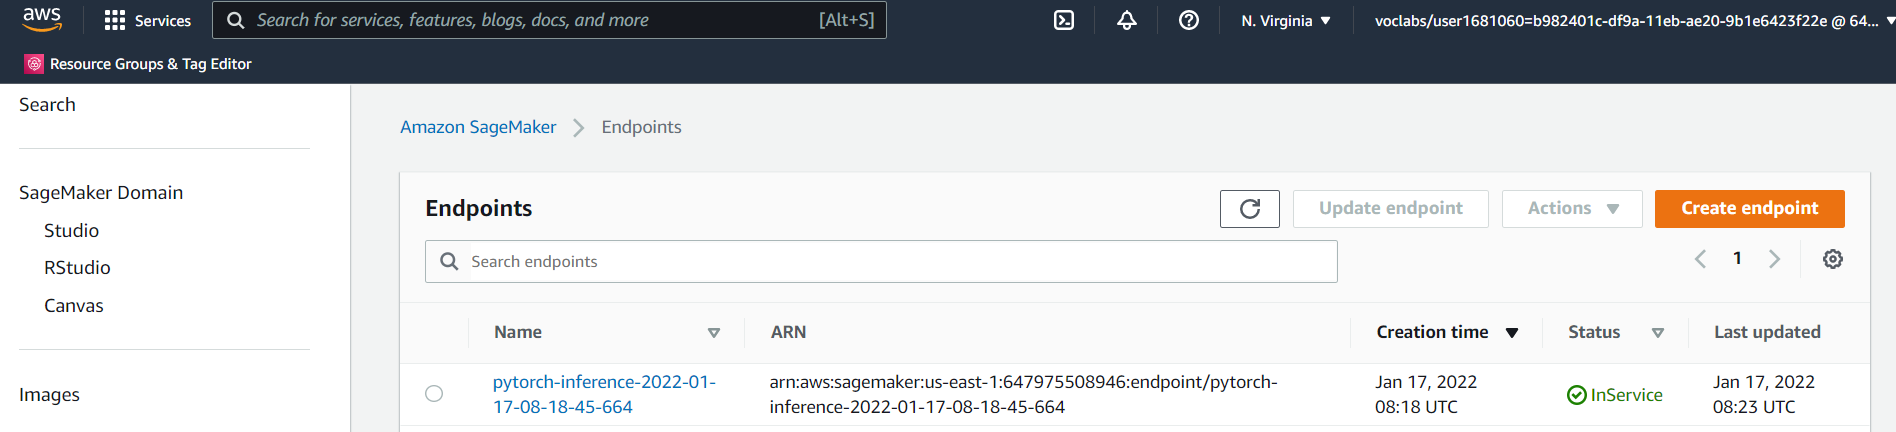 aws
Services
Search for services, features, blogs, docs, and more
[Alt+S]
N. Virginia
voclabs/user1681060=b982401c-df9a-11eb-ae20-9b1e6423f22e @ 64...
Resource Groups & Tag Editor
Search
SageMaker Domain
Studio
RStudio
Canvas
Images
Amazon SageMaker
Endpoints
Endpoints
Update endpoint
Actions
Create endpoint
Search endpoints
1
Name
ARN
Creation time
Status
Last updated
pytorch-inference-2022-01-
17-08-18-45-664
arn:aws:sagemaker:us-east-1:647975508946:endpoint/pytorch-
inference-2022-01-17-08-18-45-664
Jan 17, 2022
08:18 UTC
InService
Jan 17, 2022
08:23 UTC